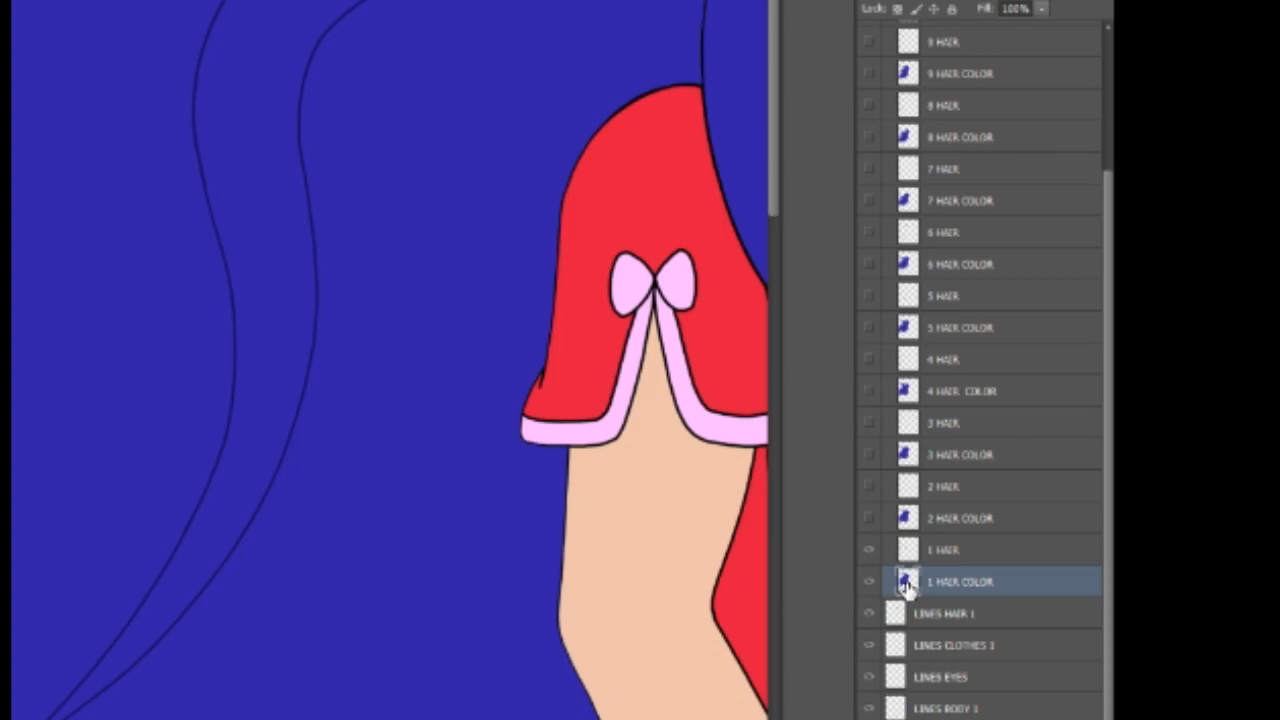 Lock: Fill: 100%
9 HAIR
9 HAIR COLOR
8 HAIR
8 HAIR COLOR
7 HAIR
7 HAIR COLOR
6 HAIR
6 HAIR COLOR
5 HAIR
5 HAIR COLOR
4 HAIR
4 HAIR COLOR
3 HAIR
3 HAIR COLOR
2 HAIR
2 HAIR COLOR
1 HAIR
1 HAIR COLOR
LINES HAIR 1
LINES CLOTHES 1
LINES EYES
LINES BODY 1